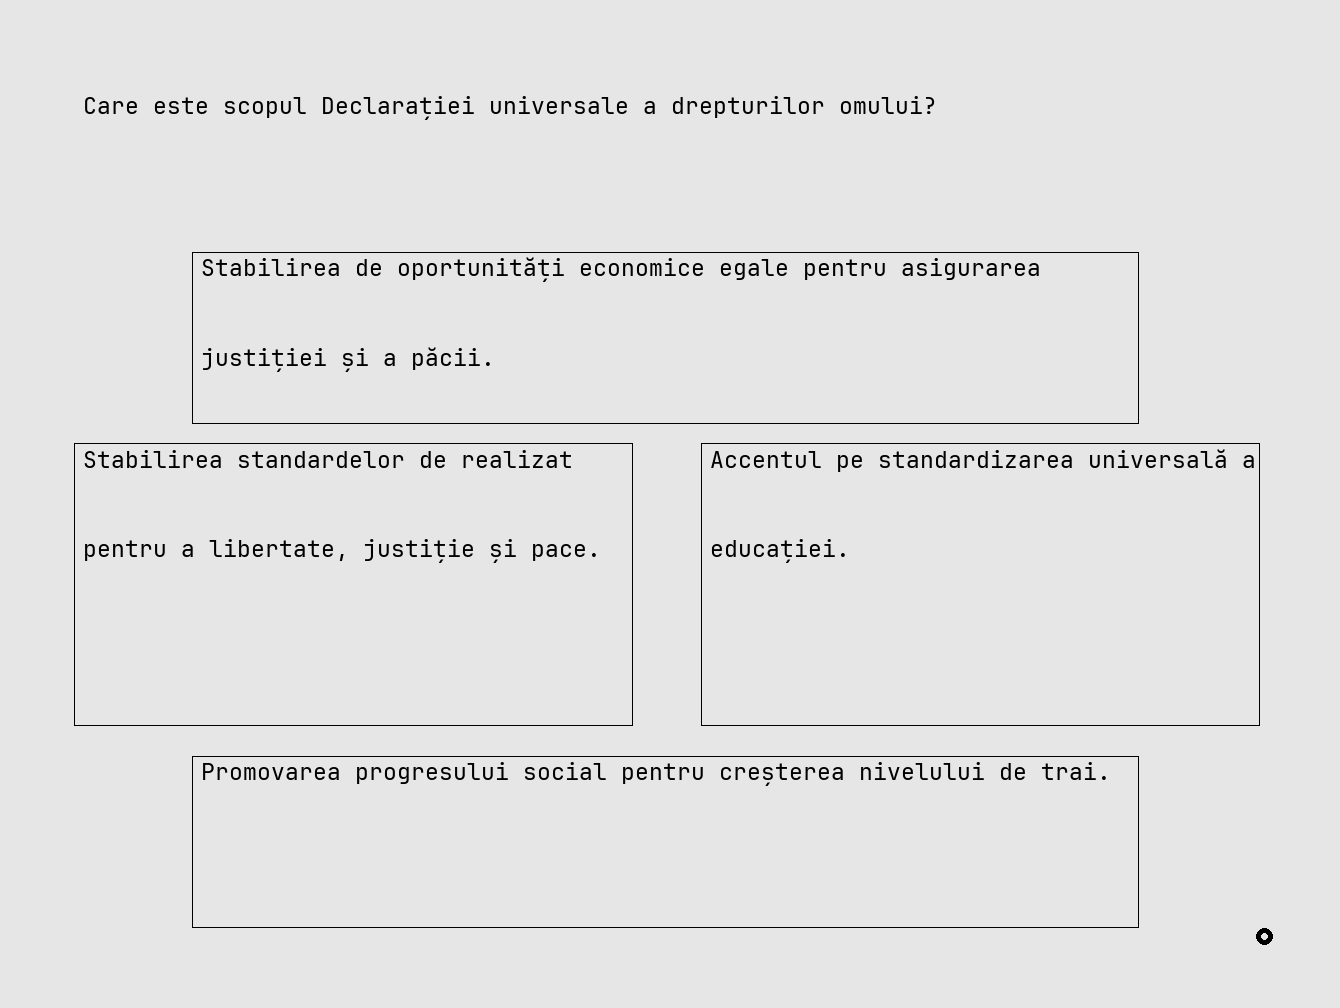 Care este scopul Declarației universale a drepturilor omului?
Stabilirea de oportunități economice egale pentru asigurarea
justiției și a păcii.
Stabilirea standardelor de realizat
pentru a libertate, justiție și pace.
Accentul pe standardizarea universală a
educației.
Promovarea progresului social pentru creșterea nivelului de trai.